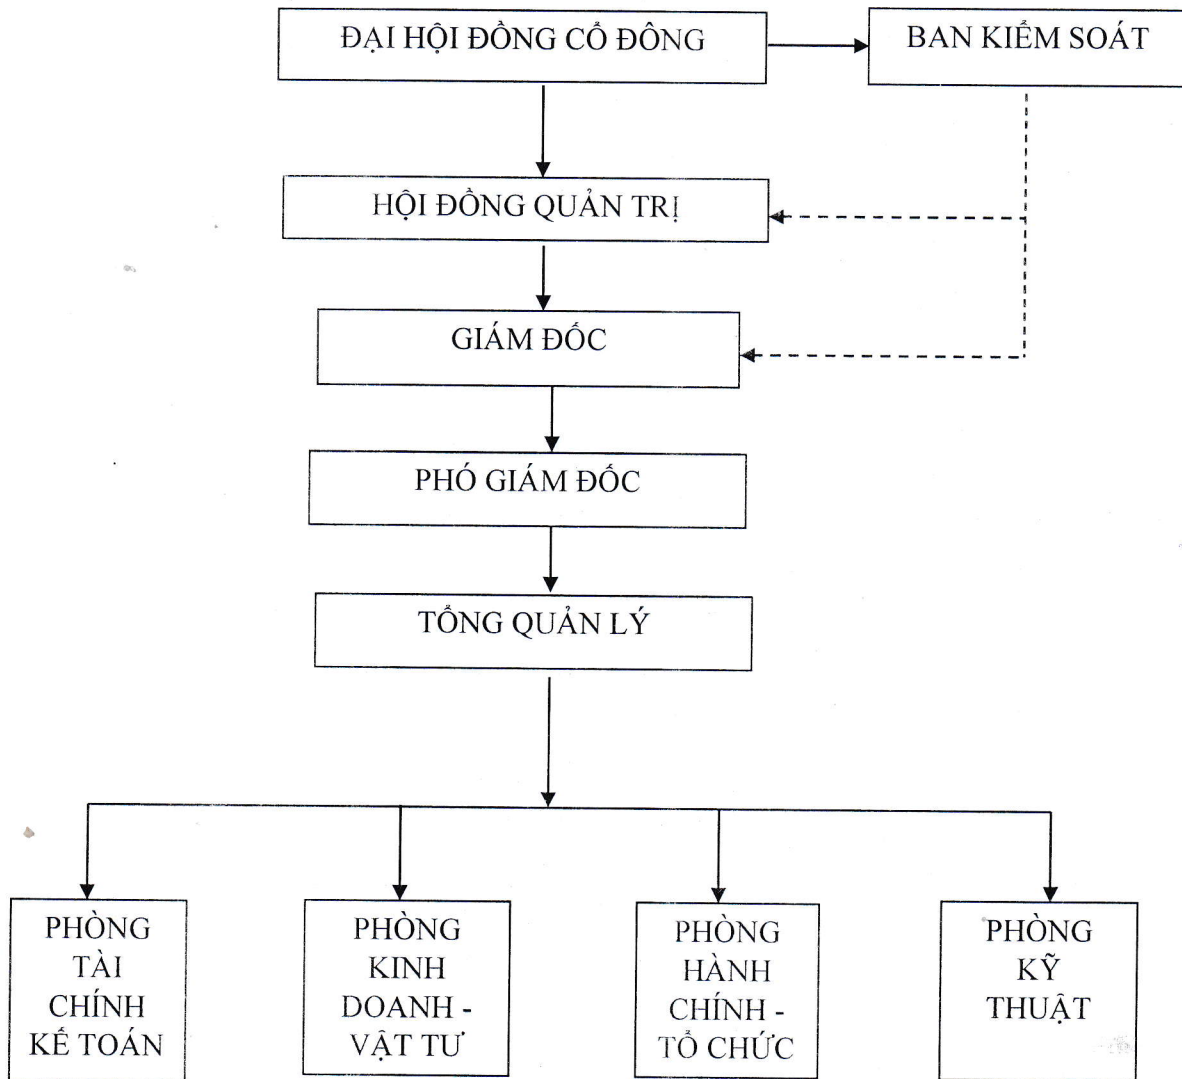 ĐẠI HỘI ĐỒNG CỔ ĐÔNG
BAN KIỂM SOÁT
HỘI ĐỒNG QUẢN TRỊ
GIÁM ĐỐC
PHÓ GIÁM ĐỐC
TỔNG QUẢN LÝ
PHÒNG
TÀI
CHÍNH
KẾ TOÁN
PHÒNG
KINH
DOANH -
VẬT TƯ
PHÒNG
HÀNH
CHÍNH -
TỔ CHỨC
PHÒNG
KỸ
THUẬT